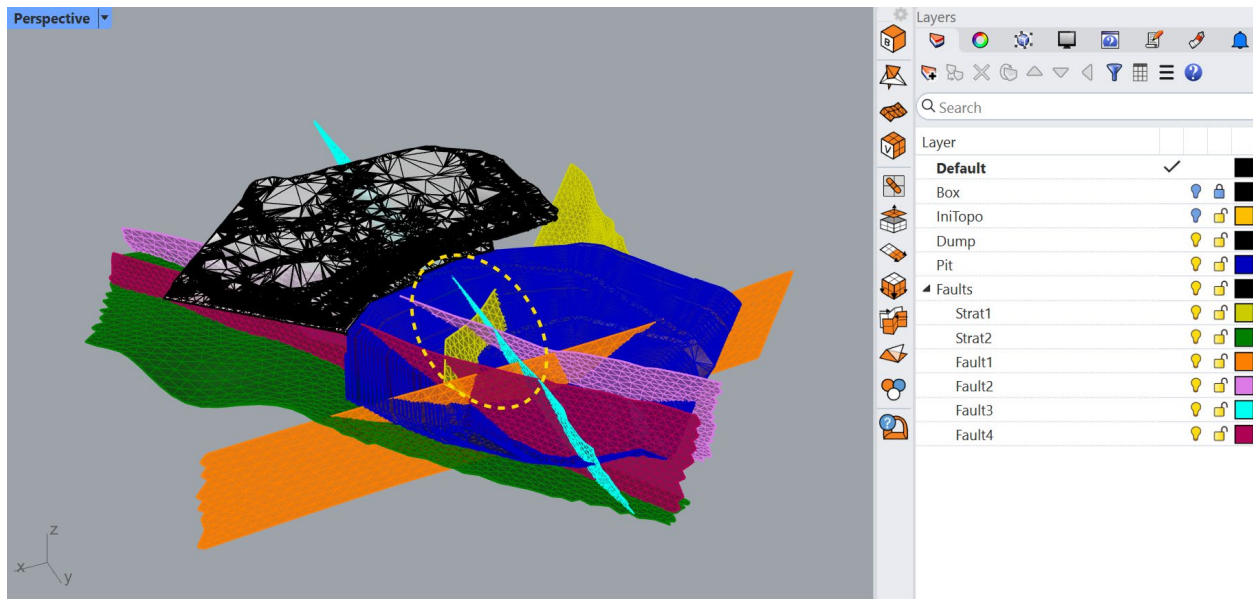 Perspective
Layers
Search
Layer
Default
Box
IniTopo
Dump
Pit
Faults
Strat1
Strat2
Fault1
Fault2
Fault3
Fault4
B
V
z
x
y